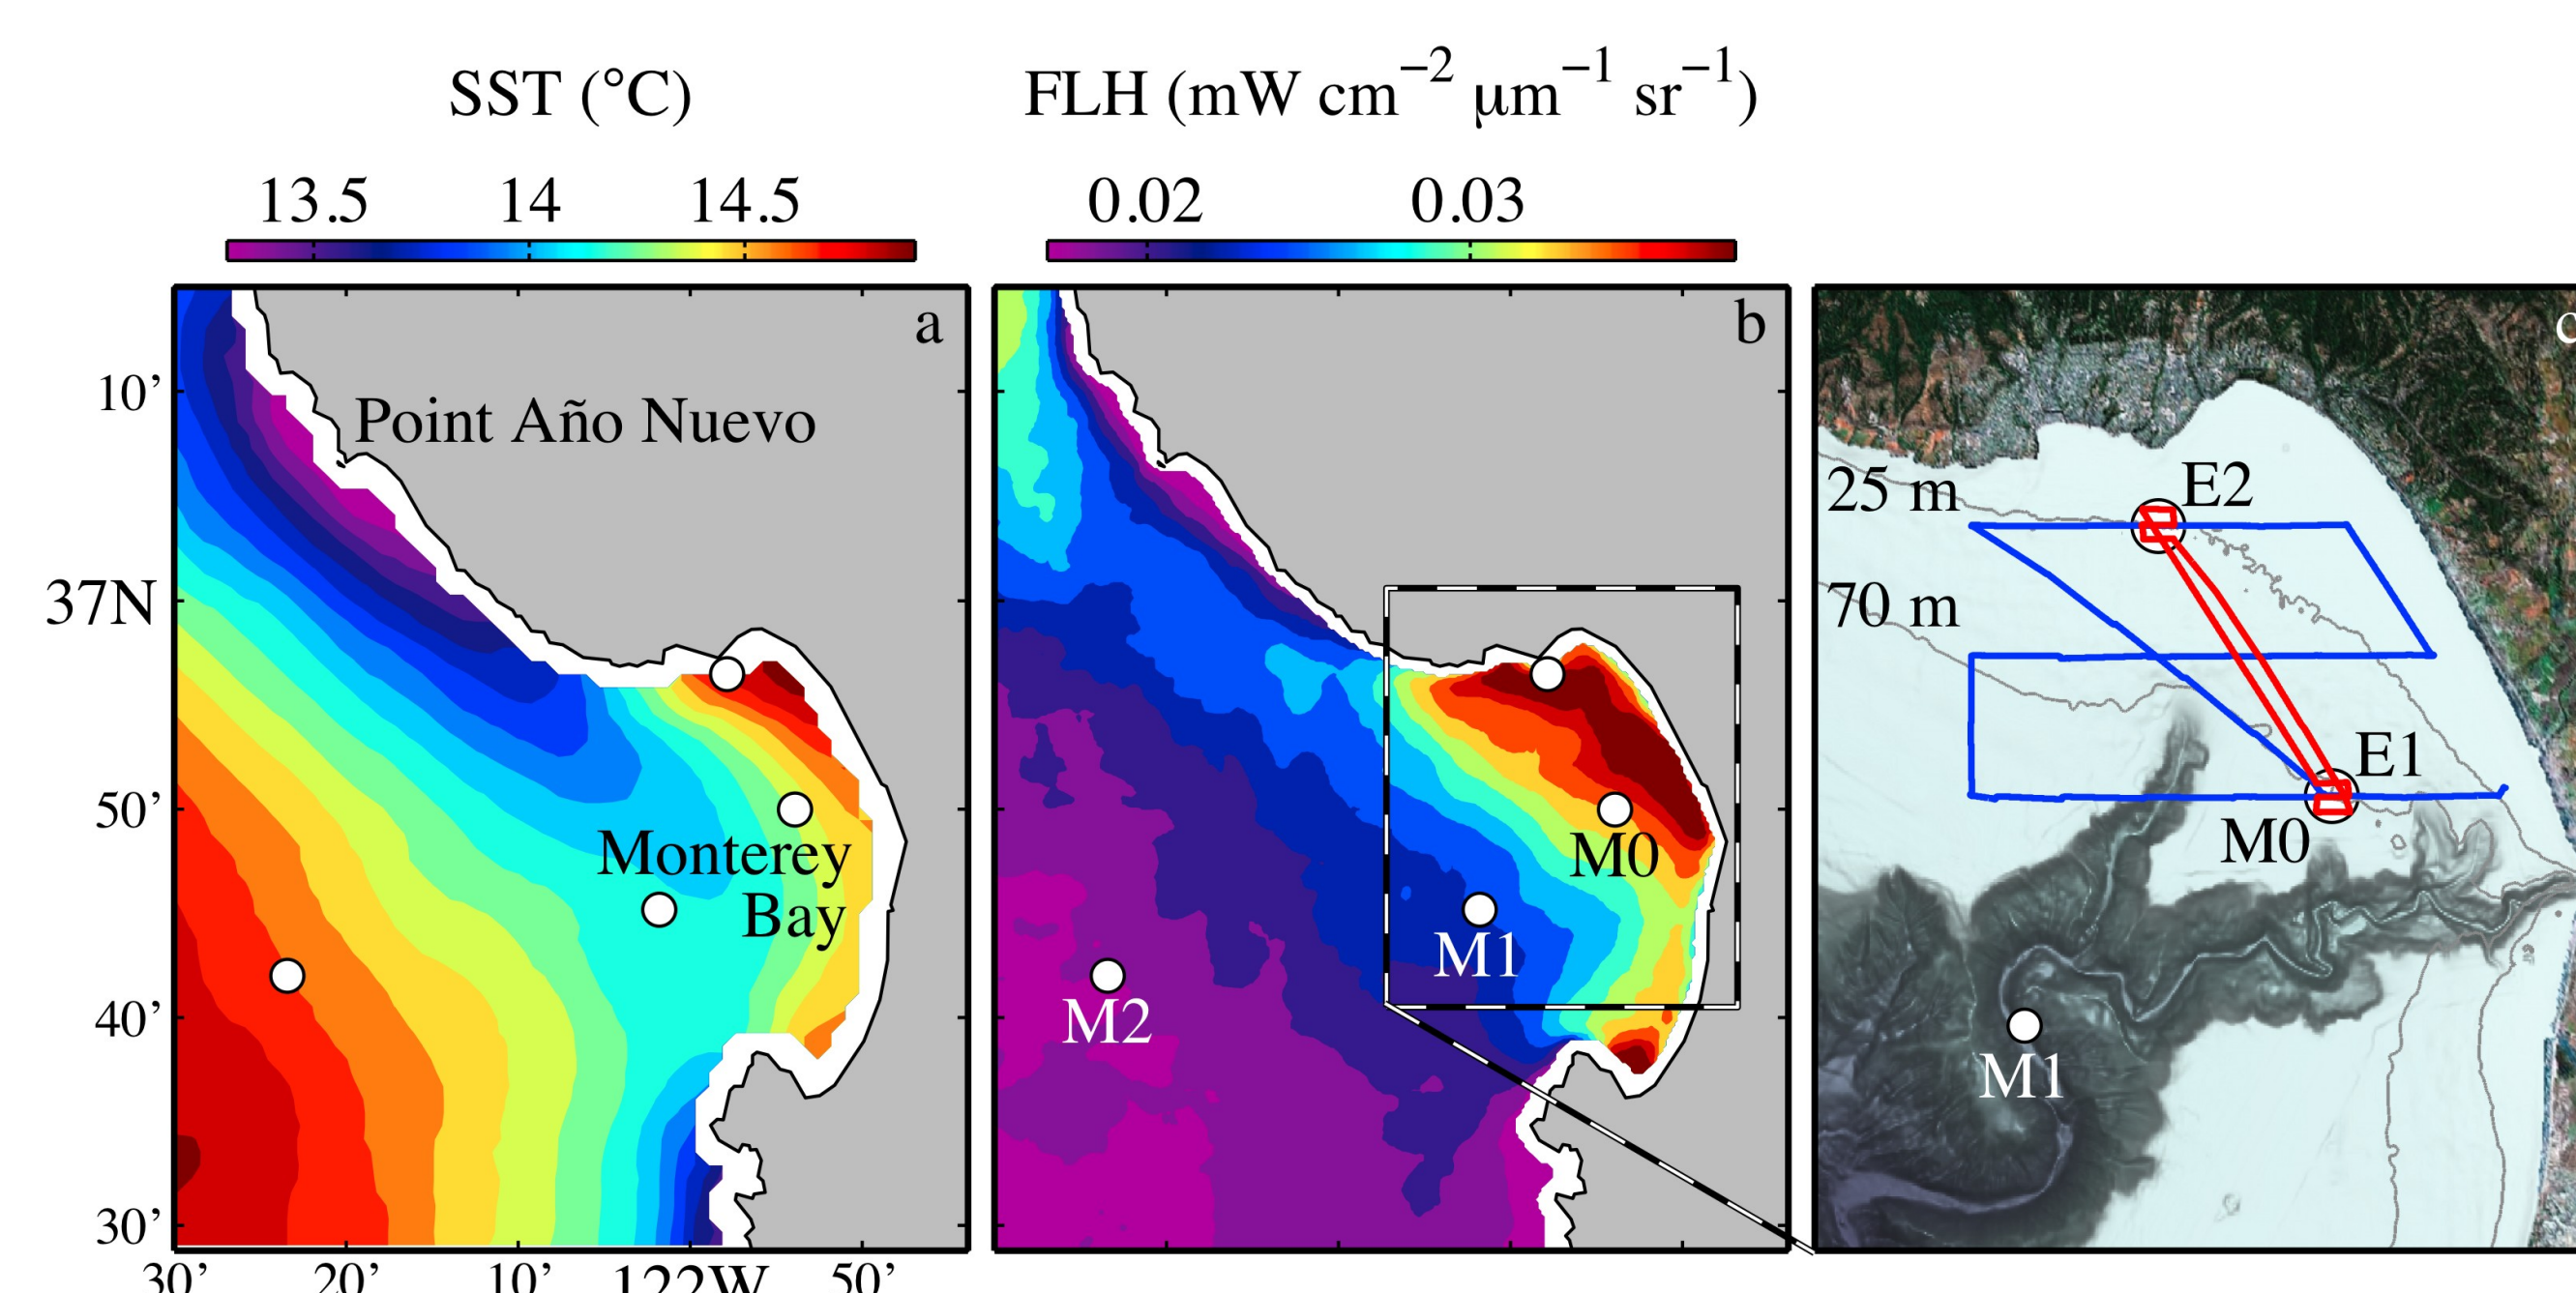 SST (°C)
FLH (mW cm−2 μm−1 sr−1)
13.5 14 14.5
0.02 0.03
a
b
10'
Point Año Nuevo
25 m
E2
37N
70 m
E1
50'
Monterey
Bay
M0
M0
M1
M2
M1
40'
30'
30' 20' 10' 122W 50'